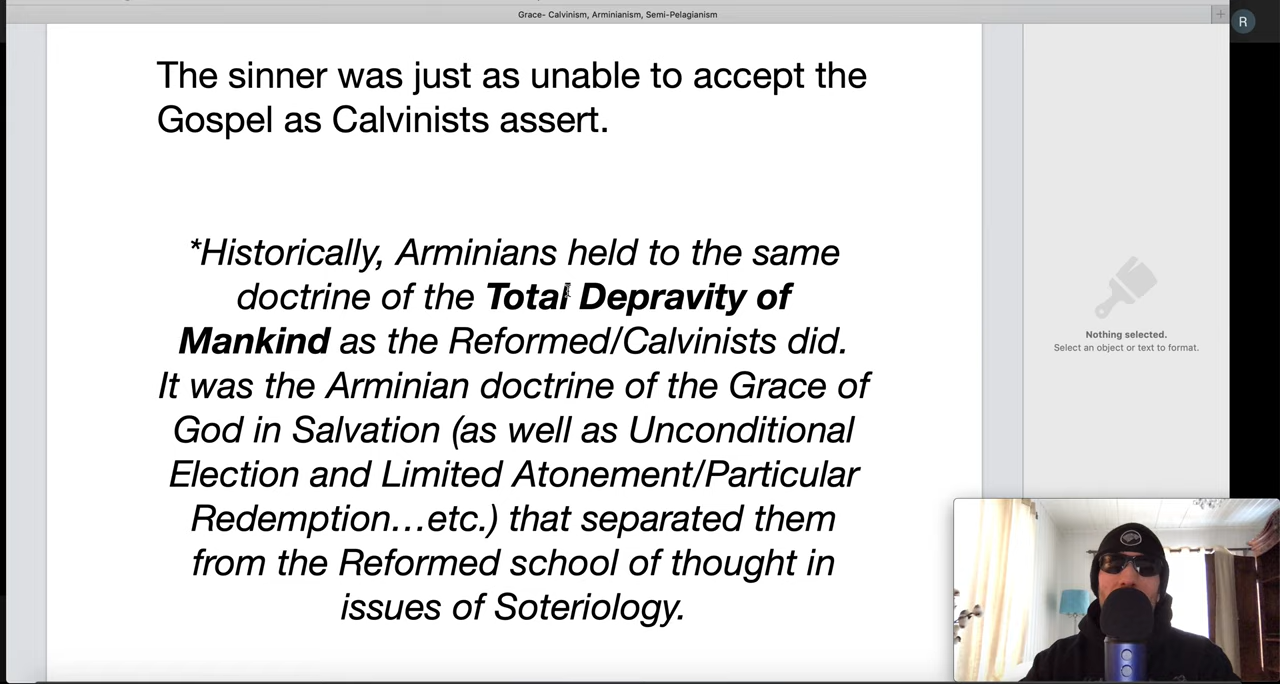 Grace- Calvinism, Arminianism, Semi-Pelagianism
R
The sinner was just as unable to accept the
Gospel as Calvinists assert.
*Historically, Arminians held to the same
doctrine of the Total Depravity of
Mankind as the Reformed/Calvinists did.
It was the Arminian doctrine of the Grace of
God in Salvation (as well as Unconditional
Election and Limited Atonement/Particular
Redemption…etc.) that separated them
from the Reformed school of thought in
issues of Soteriology.
Nothing selected.
Select an object or text to format.